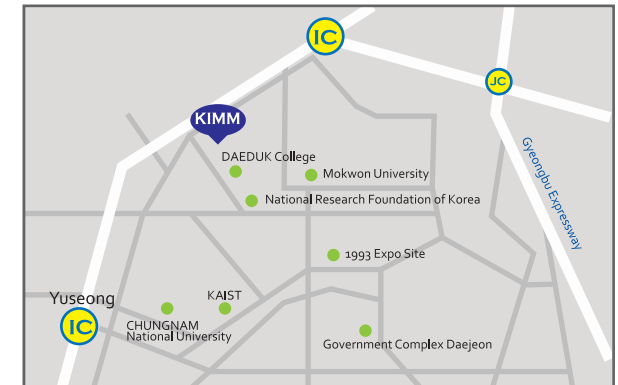 IC
JC
KIMM
DAEDUK College
Mokwon University
National Research Foundation of Korea
Gyeongbu Expressway
1993 Expo Site
Yuseong
IC
KAIST
CHUNGNAM
National University
Government Complex Daejeon